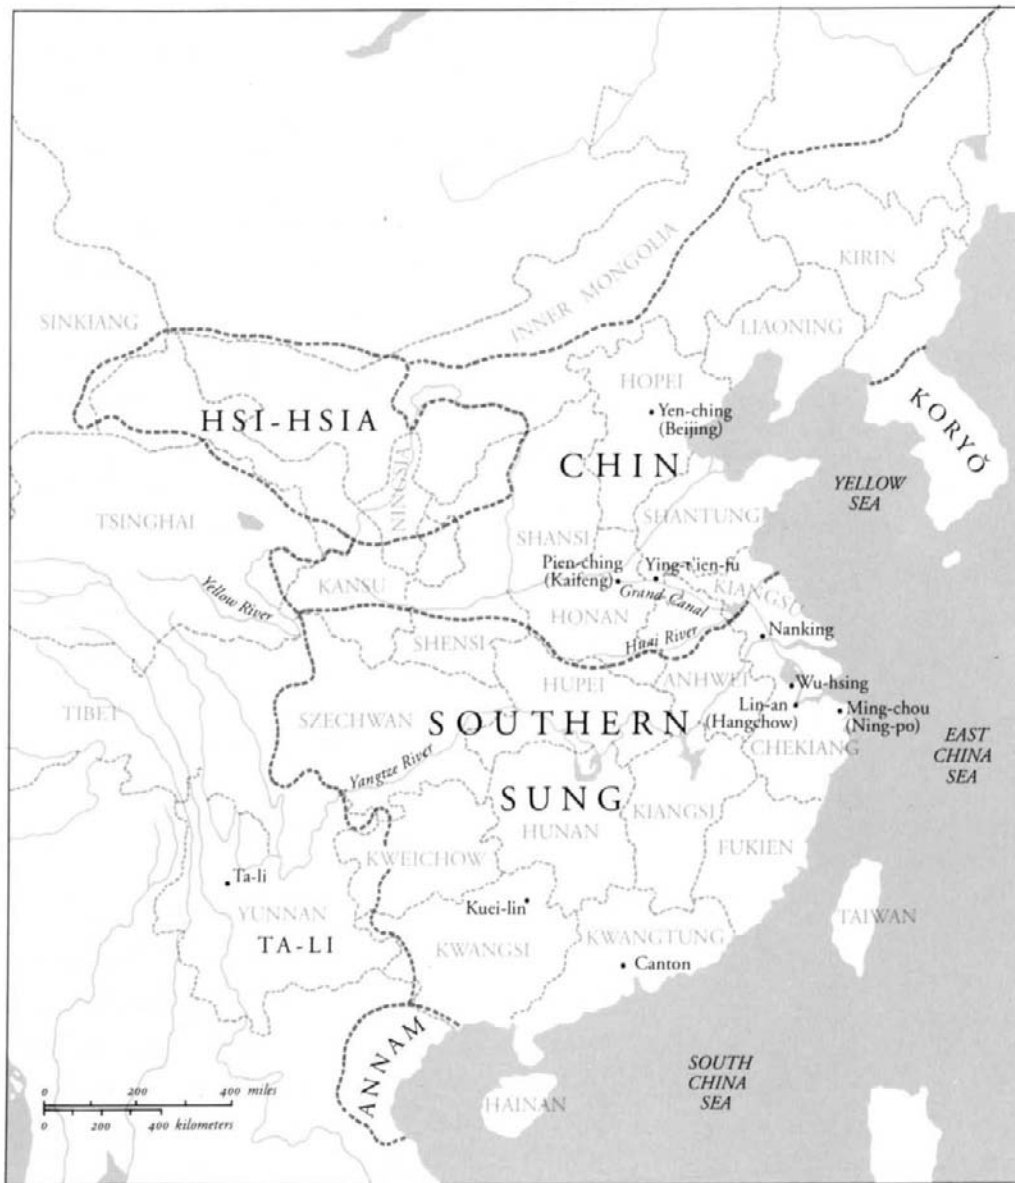 INNER MONGOLIA
KIRIN
SINKIANG
LIAONING
HOPEI
HSI-HSIA
Yen-ching
(Beijing)
KORYŎ
CHIN
NINGSIA
YELLOW
SEA
TSINGHAI
SHANTUNG
SHANSI
Pien-ching
(Kaifeng)
Ying-t'ien-fu
KANSU
KIANGSU
Yellow River
Grand Canal
HONAN
SHENSI
Huai River
Nanking
HUPEI
ANHWEI
Wu-hsing
TIBET
SZECHWAN
SOUTHERN
Lin-an
(Hangchow)
Ming-chou
(Ning-po)
CHEKIANG
EAST
CHINA
SEA
Yangtze River
SUNG
HUNAN
KIANGSI
FUKIEN
KWEICHOW
Ta-li
YUNNAN
Kuei-lin
TAIWAN
TA-LI
KWANGSI
KWANGTUNG
Canton
ANNAM
SOUTH
CHINA
SEA
HAINAN
0 200 400 miles
0 200 400 kilometers